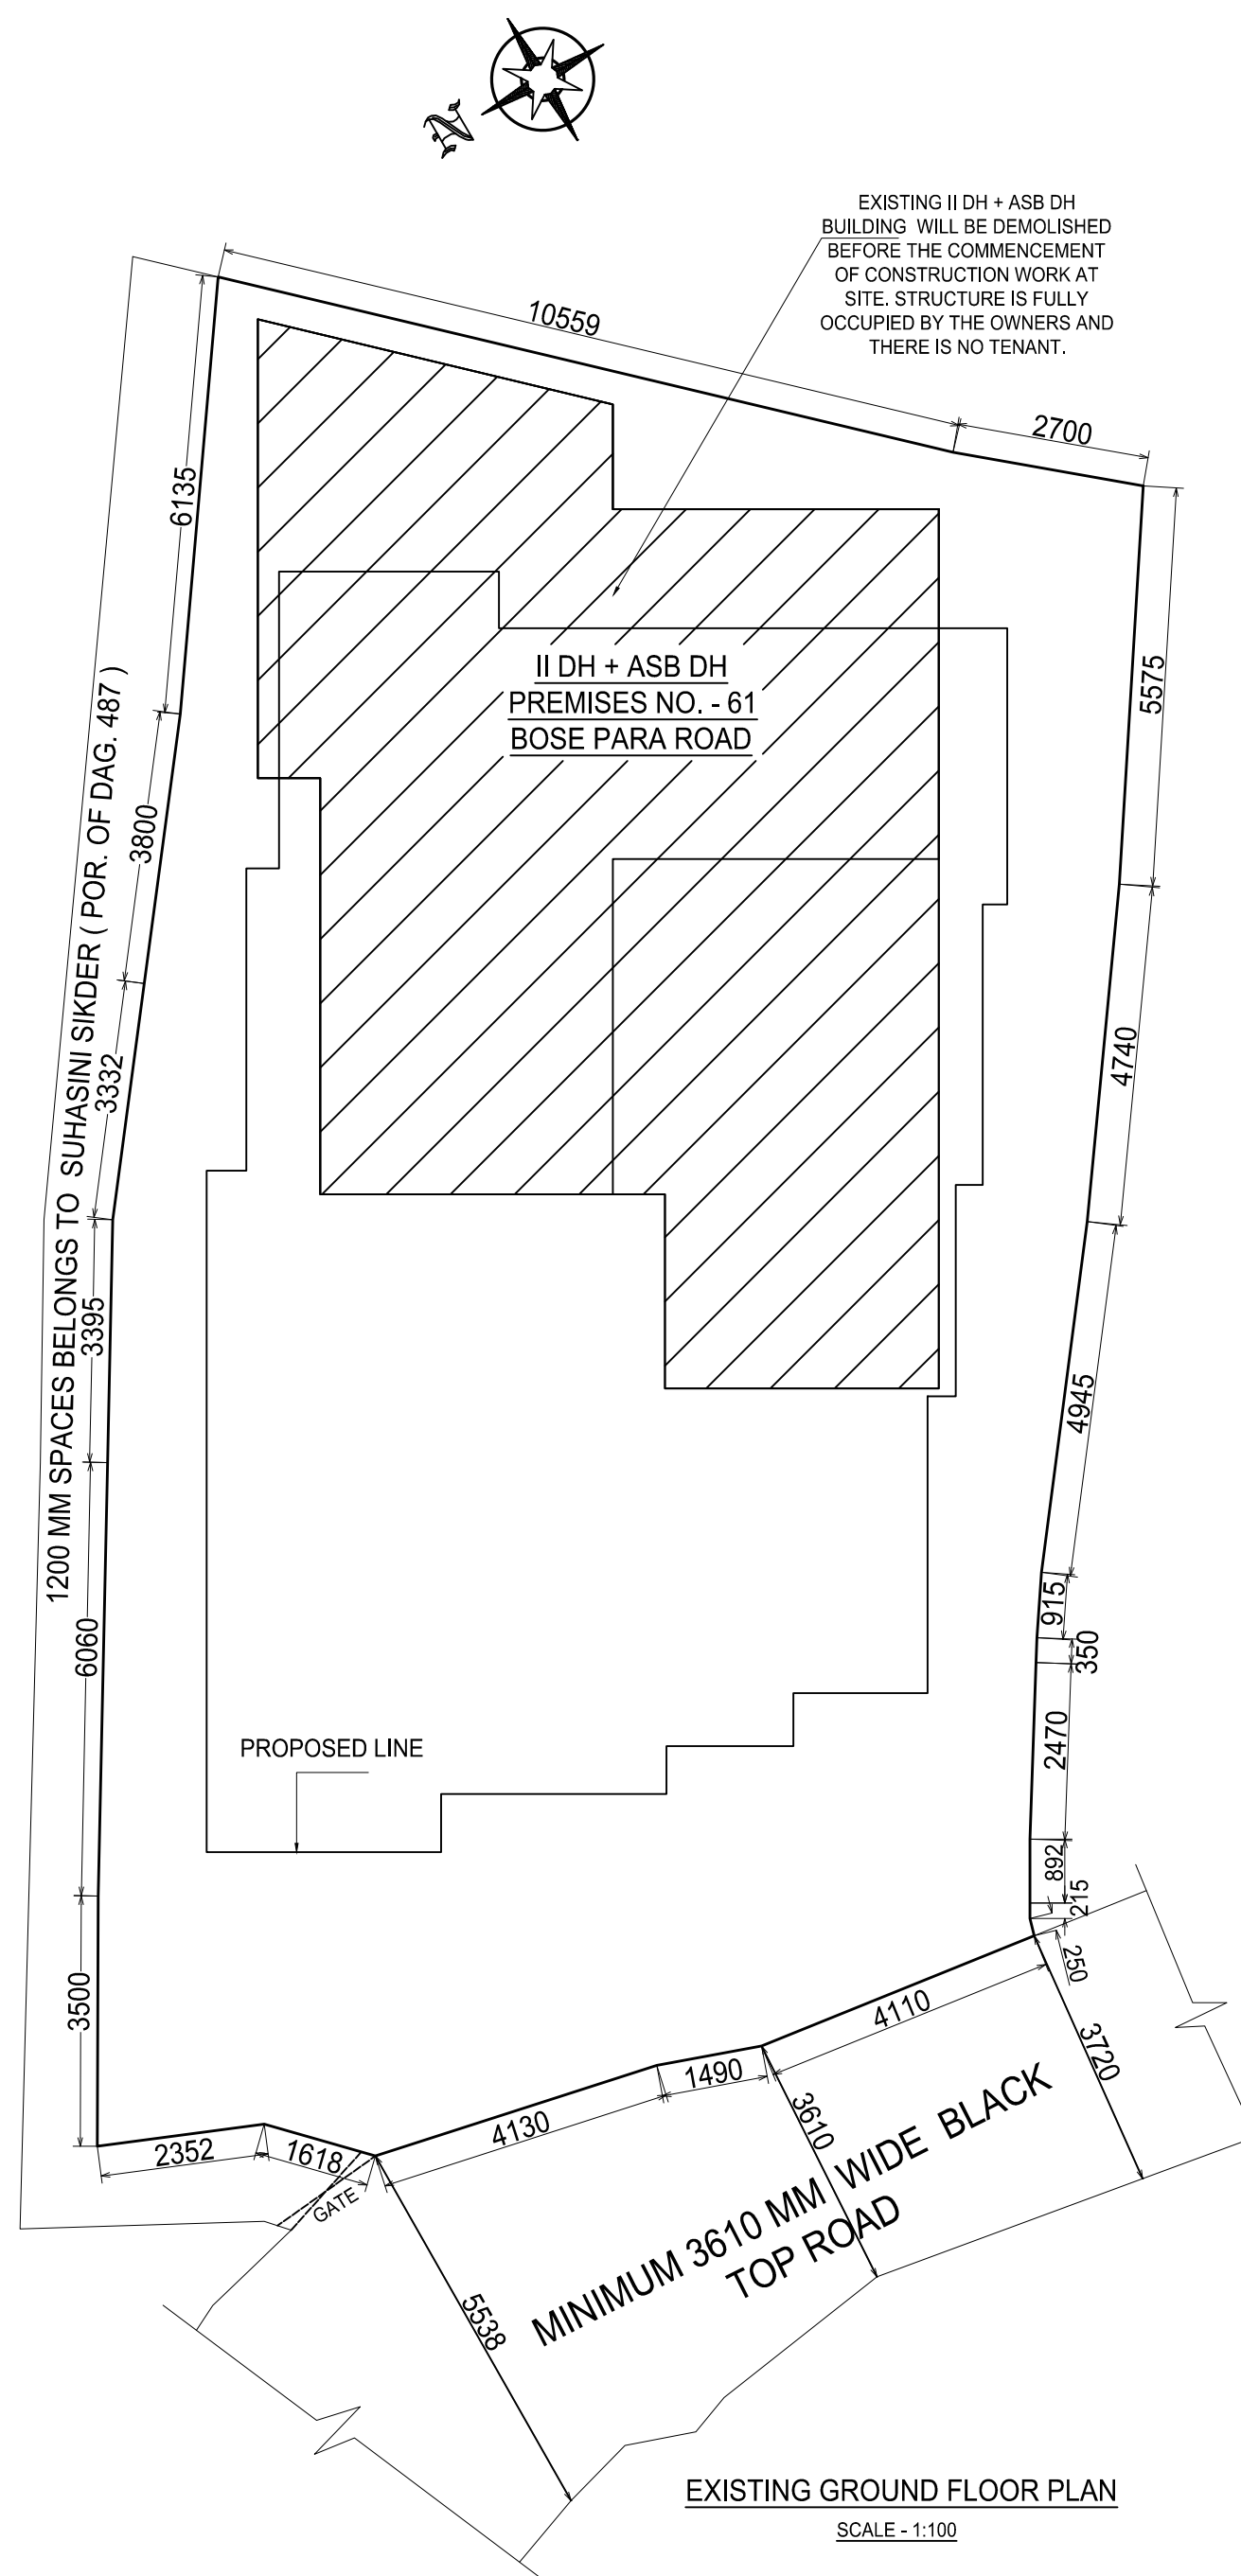 N
EXISTING II DH + ASB DH
BUILDING WILL BE DEMOLISHED
BEFORE THE COMMENCEMENT
OF CONSTRUCTION WORK AT
SITE. STRUCTURE IS FULLY
OCCUPIED BY THE OWNERS AND
THERE IS NO TENANT.
10559
2700
6135
5575
II DH + ASB DH
PREMISES NO. - 61
BOSE PARA ROAD
3800
3332
4740
1200 MM SPACES BELONGS TO SUHASINI SIKDER ( POR. OF DAG. 487 )
3395
4945
915
350
6060
2470
PROPOSED LINE
892
215
250
3500
4110
3720
1490
3610
4130
2352
1618
GATE
MINIMUM 3610 MM WIDE BLACK
TOP ROAD
5538
EXISTING GROUND FLOOR PLAN
SCALE - 1:100